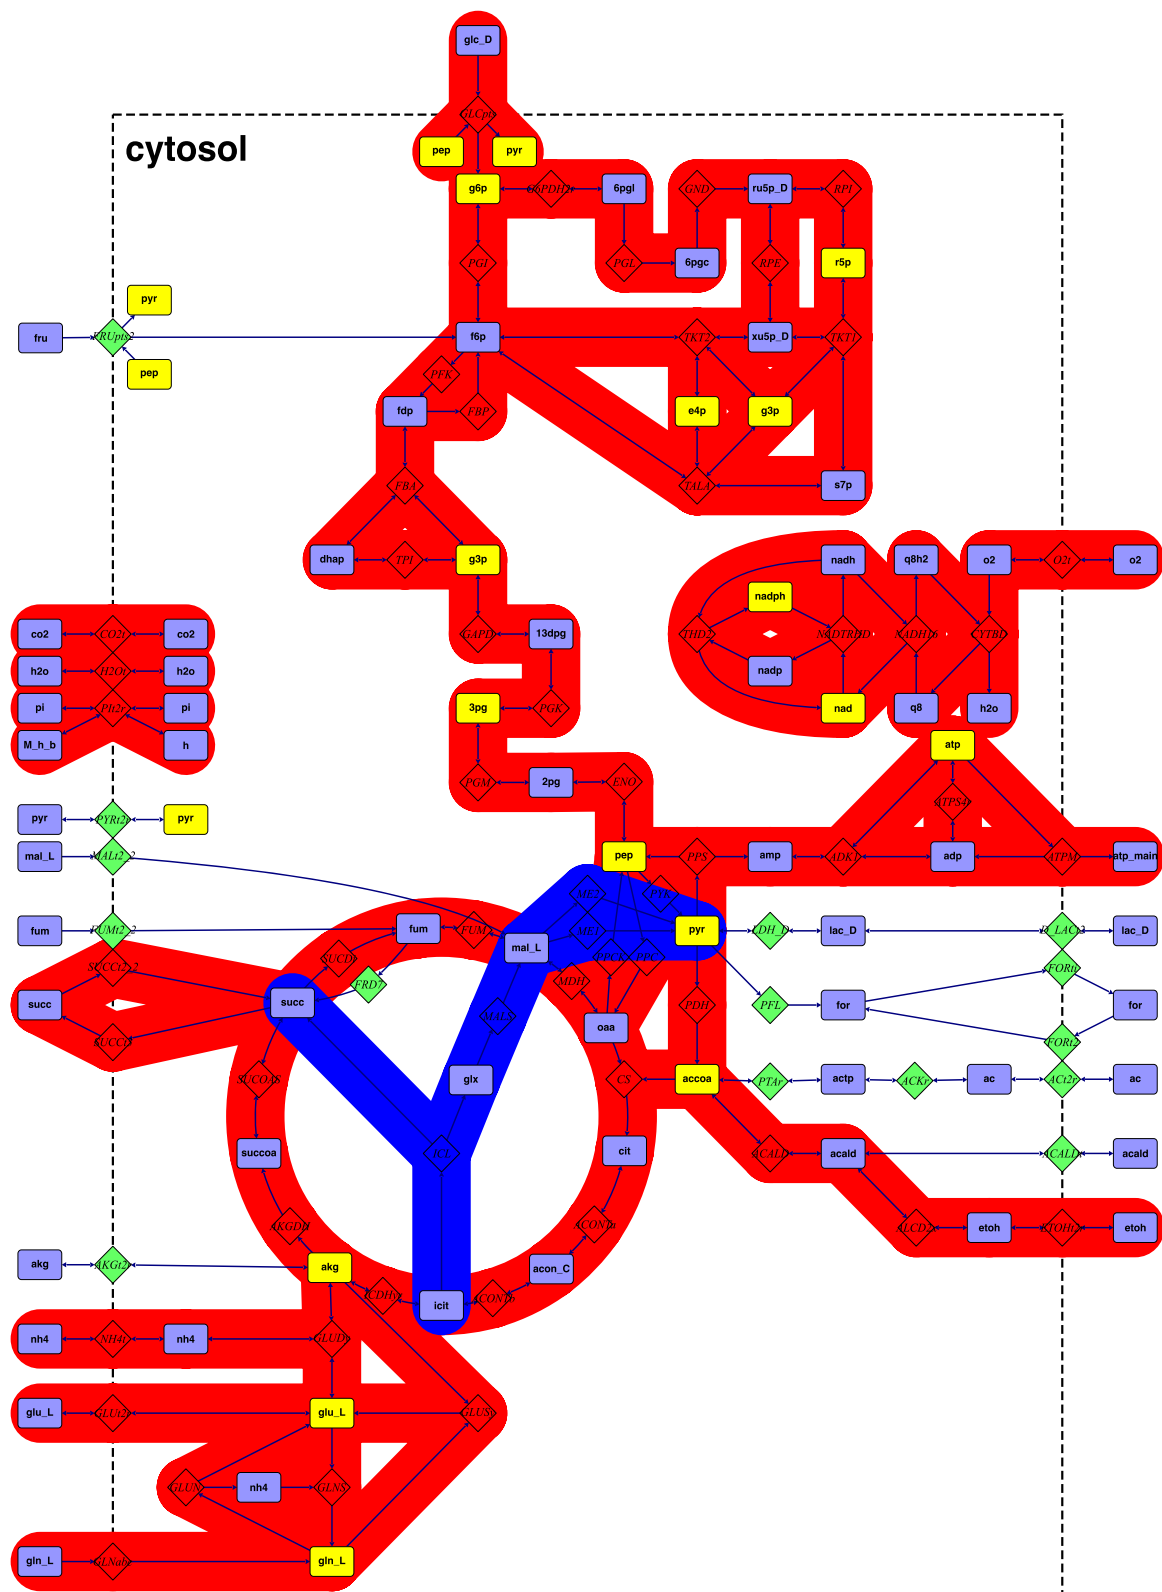 glc_D
GLCpts
cytosol
pep pyr
g6p G6PDH2r 6pgl GND ru5p_D RPI
PGI PGL 6pgc RPE r5p
pyr
fru FRUpts2 f6p TKT2 xu5p_D TKT1
pep PFK
fdp FBP e4p g3p
FBA TALA s7p
dhap TPI g3p nadh q8h2 o2 O2t o2
nadph
co2 CO2t co2 GAPD 13dpg THD2 NADTRHD NADH16 CYTBD
h2o H2Ot h2o nadp
pi PIt2r pi 3pg PGK nad q8 h2o
M_h_b h atp
PGM 2pg ENO ATPS4r
pyr PYRt2r pyr
mal_L MALt2_2 pep PPS amp ADK1 adp ATPM atp_main
ME2 PYK
fum FUMt2_2 fum FUM mal_L ME1 pyr LDH_D lac_D D_LACt2 lac_D
SUCCt2_2 SUCDi PPCK PPC FORti
FRD7 MDH
succ succ MALS oaa PDH PFL for for
SUCCt3 FORt2
SUCOAS glx CS accoa PTAr actp ACKr ac ACt2r ac
succoa ICL cit ACALD acald ACALDt acald
AKGDH ACONTa ALCD2x etoh ETOHt2r etoh
akg AKGt2r akg acon_C
ICDHyr icit ACONTb
nh4 NH4t nh4 GLUDy
glu_L GLUt2r glu_L GLUSy
GLUN nh4 GLNS
gln_L GLNabc gln_L